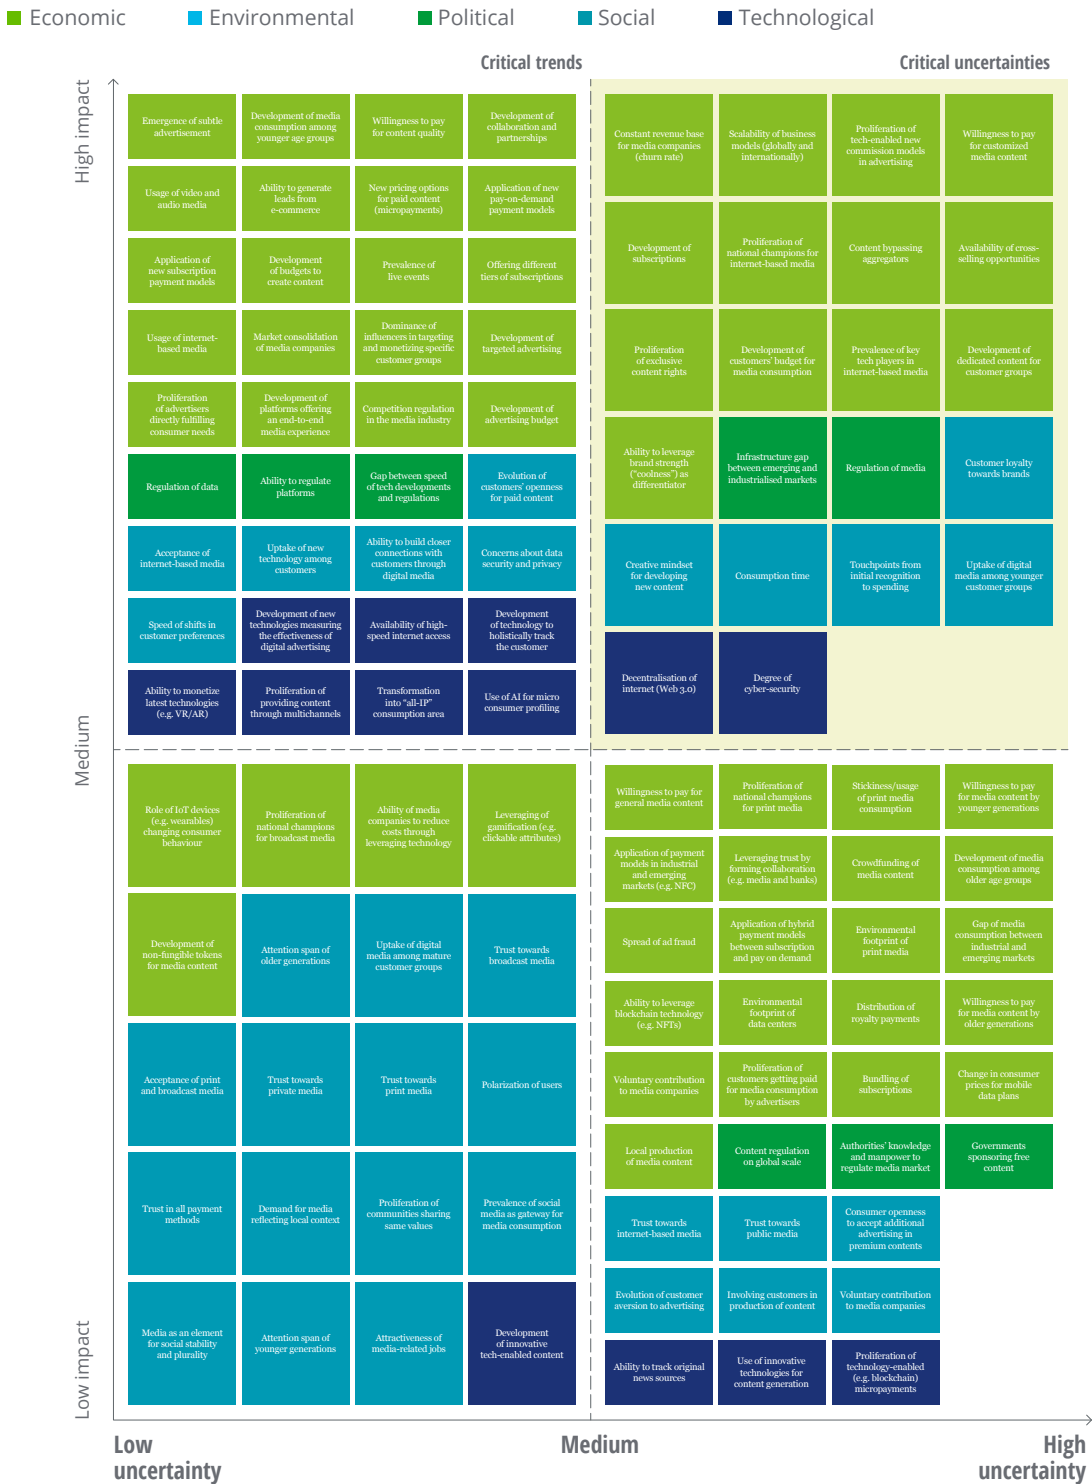 Economic
Environmental
Political
Social
Technological
Critical trends
Critical uncertainties
High impact
Medium
Low impact
Emergence of subtle
advertisement
Development of media
consumption among
younger age groups
Willingness to pay
for content quality
Development of
collaboration and
partnerships
Usage of video and
audio media
Ability to generate
leads from
e-commerce
New pricing options
for paid content
(micropayments)
Application of new
pay-on-demand
payment models
Application of
new subscription
payment models
Development
of budgets to
create content
Prevalence of
live events
Offering different
tiers of subscriptions
Usage of internet-
based media
Market consolidation
of media companies
Dominance of
influencers in targeting
and monetizing specific
customer groups
Development of
targeted advertising
Proliferation
of advertisers
directly fulfilling
consumer needs
Development of
platforms offering
an end-to-end
media experience
Competition regulation
in the media industry
Development of
advertising budget
Regulation of data
Ability to regulate
platforms
Gap between speed
of tech developments
and regulations
Evolution of
customers' openness
for paid content
Acceptance of
internet-based media
Uptake of new
technology among
customers
Ability to build closer
connections with
customers through
digital media
Concerns about data
security and privacy
Speed of shifts in
customer preferences
Development of new
technologies measuring
the effectiveness of
digital advertising
Availability of high-
speed internet access
Development
of technology to
holistically track
the customer
Ability to monetize
latest technologies
(e.g. VR/AR)
Proliferation of
providing content
through multichannels
Transformation
into "all-IP"
consumption area
Use of AI for micro
consumer profiling
Constant revenue base
for media companies
(churn rate)
Scalability of business
models (globally and
internationally)
Proliferation of
tech-enabled new
commission models
in advertising
Willingness to pay
for customized
media content
Development of
subscriptions
Proliferation of
national champions for
internet-based media
Content bypassing
aggregators
Availability of cross-
selling opportunities
Proliferation
of exclusive
content rights
Development of
customers' budget for
media consumption
Prevalence of key
tech players in
internet-based media
Development of
dedicated content for
customer groups
Ability to leverage
brand strength
("coolness") as
differentiator
Infrastructure gap
between emerging and
industrialised markets
Regulation of media
Customer loyalty
towards brands
Creative mindset
for developing
new content
Consumption time
Touchpoints from
initial recognition
to spending
Uptake of digital
media among younger
customer groups
Decentralisation of
internet (Web 3.0)
Degree of
cyber-security
Role of IoT devices
(e.g. wearables)
changing consumer
behaviour
Proliferation of
national champions
for broadcast media
Ability of media
companies to reduce
costs through
leveraging technology
Leveraging of
gamification (e.g.
clickable attributes)
Development of
non-fungible tokens
for media content
Attention span of
older generations
Uptake of digital
media among mature
customer groups
Trust towards
broadcast media
Acceptance of print
and broadcast media
Trust towards
private media
Trust towards
print media
Polarization of users
Trust in all payment
methods
Demand for media
reflecting local context
Proliferation of
communities sharing
same values
Prevalence of social
media as gateway for
media consumption
Media as an element
for social stability
and plurality
Attention span of
younger generations
Attractiveness of
media-related jobs
Development
of innovative
tech-enabled content
Willingness to pay for
general media content
Proliferation of
national champions
for print media
Stickiness/usage
of print media
consumption
Willingness to pay
for media content by
younger generations
Application of payment
models in industrial
and emerging
markets (e.g. NFC)
Leveraging trust by
forming collaboration
(e.g. media and banks)
Crowdfunding of
media content
Development of media
consumption among
older age groups
Spread of ad fraud
Application of hybrid
payment models
between subscription
and pay on demand
Environmental
footprint of
print media
Gap of media
consumption between
industrial and
emerging markets
Ability to leverage
blockchain technology
(e.g. NFTs)
Environmental
footprint of
data centers
Distribution of
royalty payments
Willingness to pay
for media content by
older generations
Voluntary contribution
to media companies
Proliferation of
customers getting paid
for media consumption
by advertisers
Bundling of
subscriptions
Change in consumer
prices for mobile
data plans
Local production
of media content
Content regulation
on global scale
Authorities' knowledge
and manpower to
regulate media market
Governments
sponsoring free
content
Trust towards
internet-based media
Trust towards
public media
Consumer openness
to accept additional
advertising in
premium contents
Evolution of customer
aversion to advertising
Involving customers in
production of content
Voluntary contribution
to media companies
Ability to track original
news sources
Use of innovative
technologies for
content generation
Proliferation of
technology-enabled
(e.g. blockchain)
micropayments
Low
uncertainty
Medium
High
uncertainty